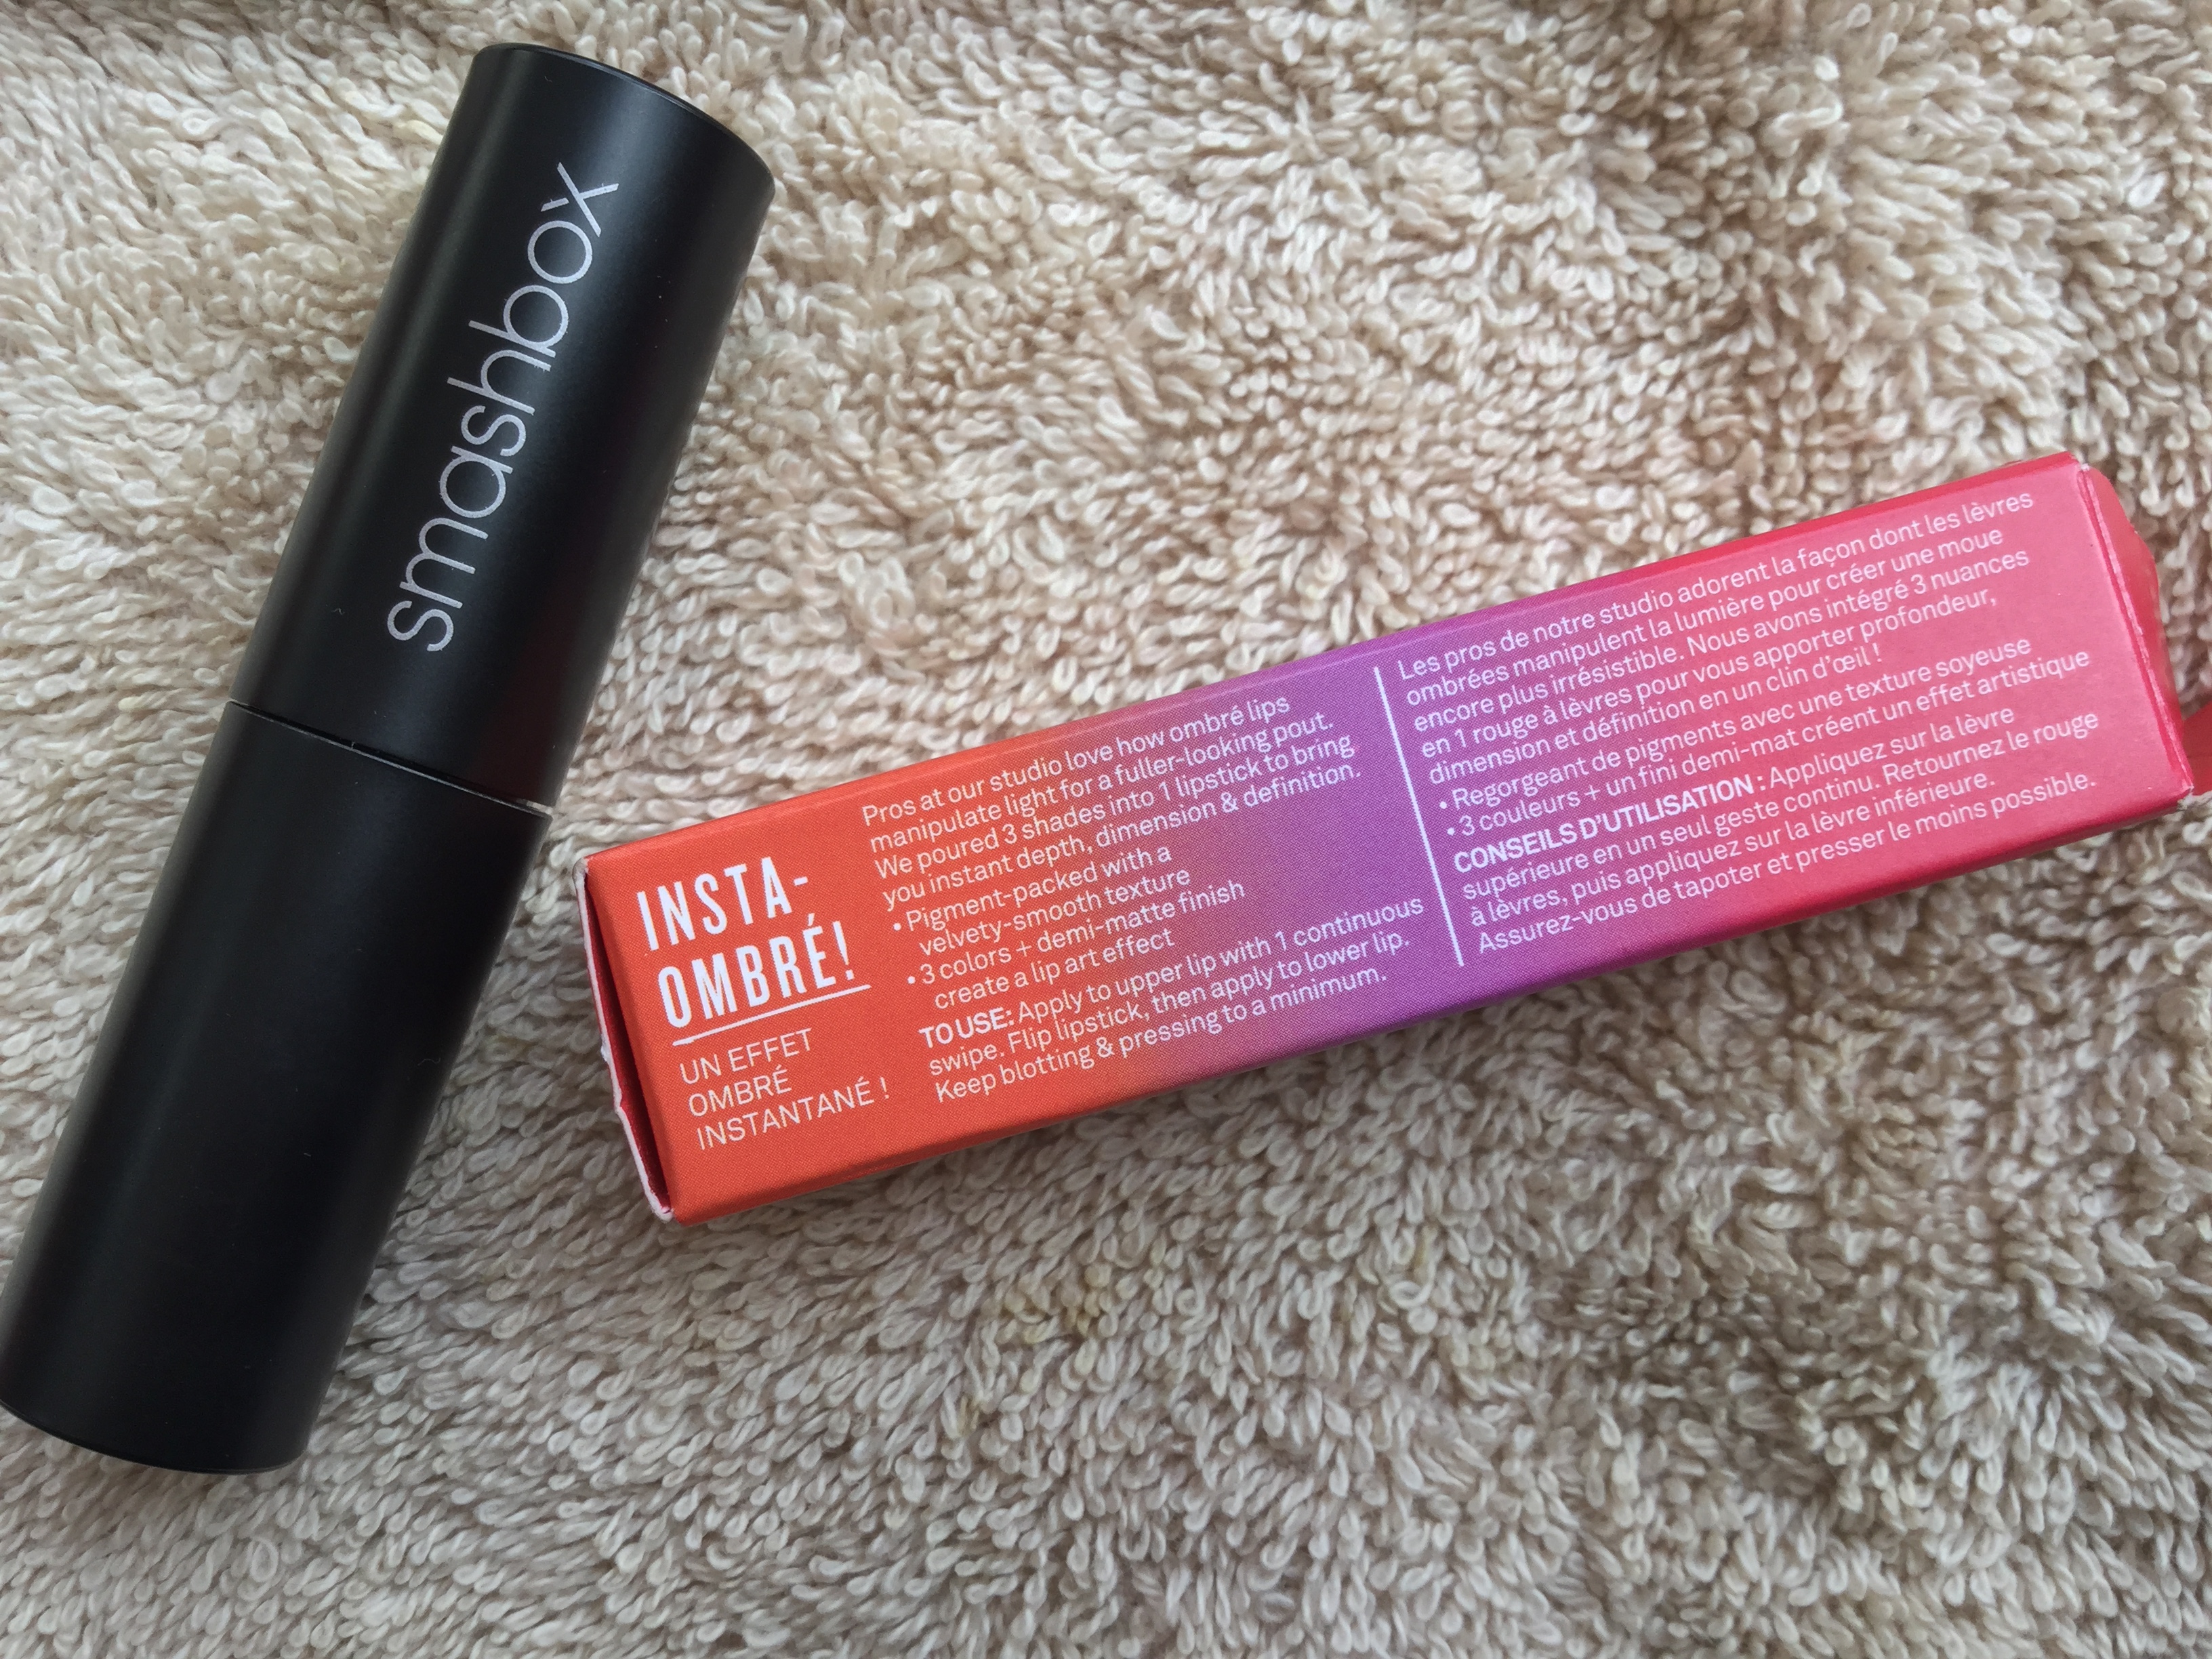 smashbox
INSTA-
OMBRÉ!
UN EFFET
OMBRÉ
INSTANTANÉ !
Pros at our studio love how ombré lips
manipulate light for a fuller-looking pout.
We poured 3 shades into 1 lipstick to bring
you instant depth, dimension & definition.
• Pigment-packed with a
velvety-smooth texture
• 3 colors + demi-matte finish
create a lip art effect
TO USE: Apply to upper lip with 1 continuous
swipe. Flip lipstick, then apply to lower lip.
Keep blotting & pressing to a minimum.
Les pros de notre studio adorent la façon dont les lèvres
ombrées manipulent la lumière pour créer une moue
encore plus irrésistible. Nous avons intégré 3 nuances
en 1 rouge à lèvres pour vous apporter profondeur,
dimension et définition en un clin d'œil !
• Regorgeant de pigments avec une texture soyeuse
• 3 couleurs + un fini demi-mat créent un effet artistique
CONSEILS D'UTILISATION : Appliquez sur la lèvre
supérieure en un seul geste continu. Retournez le rouge
à lèvres, puis appliquez sur la lèvre inférieure.
Assurez-vous de tapoter et presser le moins possible.